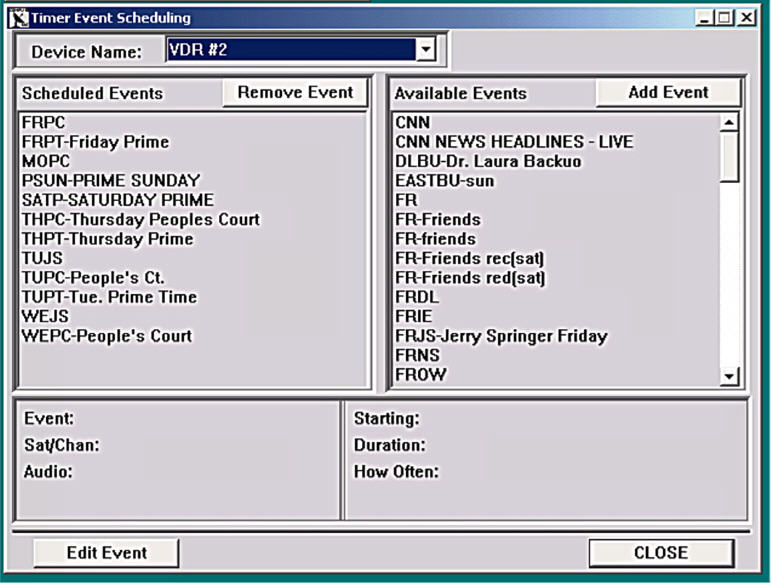 Timer Event Scheduling
Device Name: VDR #2
Scheduled Events
Remove Event
FRPC
FRPT-Friday Prime
MOPC
PSUN-PRIME SUNDAY
SATP-SATURDAY PRIME
THPC-Thursday Peoples Court
THPT-Thursday Prime
TUJS
TUPC-People's Ct.
TUPT-Tue. Prime Time
WEJS
WEPC-People's Court
Available Events
Add Event
CNN
CNN NEWS HEADLINES - LIVE
DLBU-Dr. Laura Backuo
EASTBU-sun
FR
FR-Friends
FR-friends
FR-Friends rec(sat)
FR-Friends red(sat)
FRDL
FRIE
FRJS-Jerry Springer Friday
FRNS
FROW
Event:
Sat/Chan:
Audio:
Starting:
Duration:
How Often:
Edit Event
CLOSE